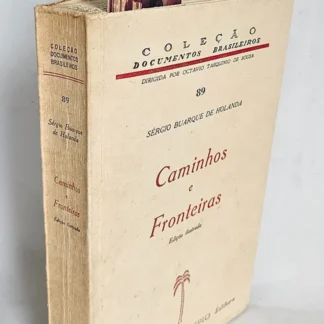 COLEÇÃO
DOCUMENTOS
BRASILEIROS
89
Sérgio Buarque
de Holanda
Caminhos
e
Fronteiras
Edição ilustrada
COLEÇÃO
DOCUMENTOS BRASILEIROS
DIRIGIDA POR OCTAVIO TARQUINIO DE SOUSA
89
SÉRGIO BUARQUE DE HOLANDA
Caminhos
e
Fronteiras
Edição ilustrada
Editora